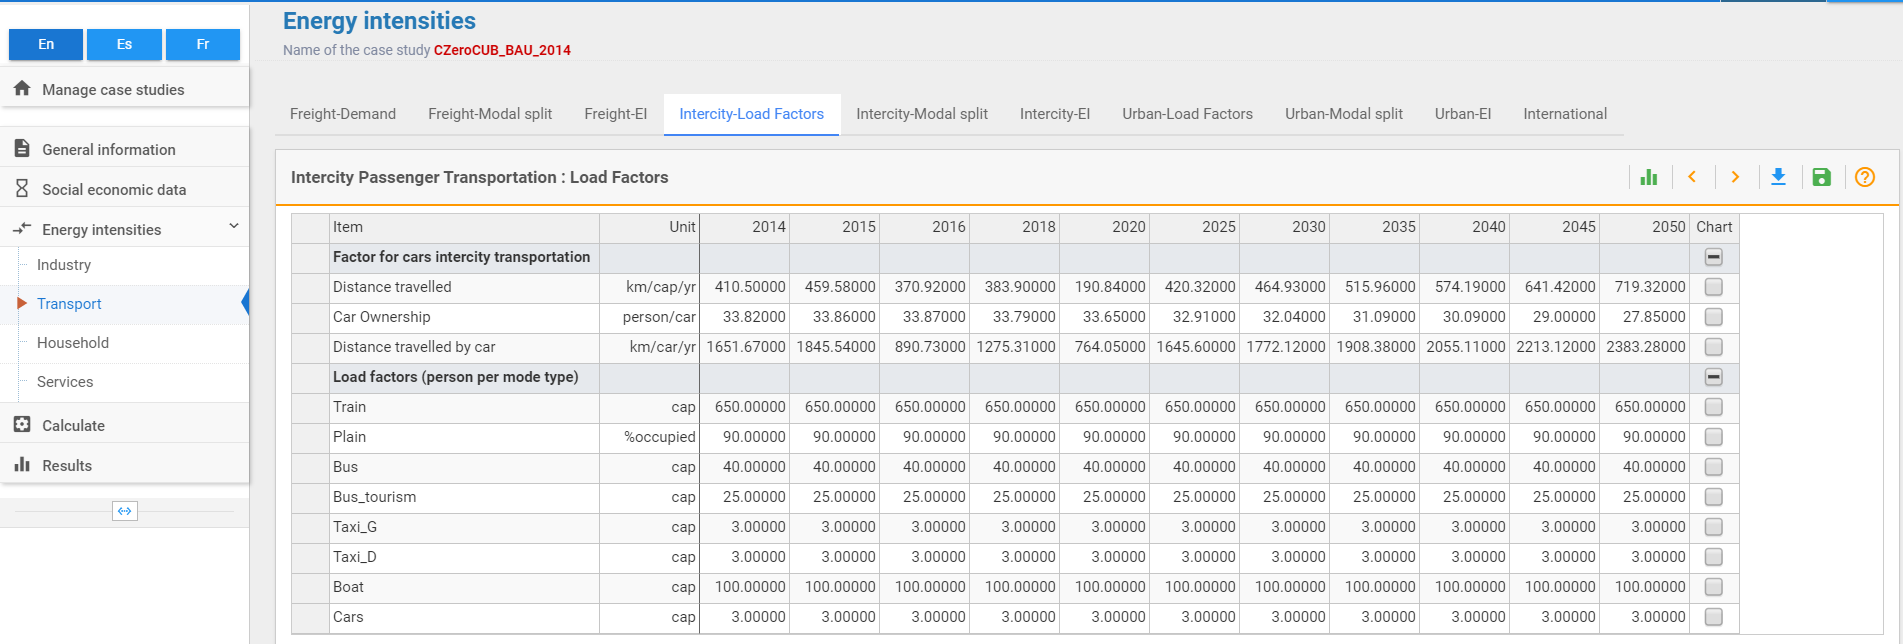 Energy intensities
Name of the case study CZeroCUB_BAU_2014
En Es Fr
Manage case studies
General information
Social economic data
Energy intensities
Industry
Transport
Household
Services
Calculate
Results
Freight-Demand Freight-Modal split Freight-EI Intercity-Load Factors Intercity-Modal split Intercity-EI Urban-Load Factors Urban-Modal split Urban-EI International
Intercity Passenger Transportation : Load Factors
Item Unit 2014 2015 2016 2018 2020 2025 2030 2035 2040 2045 2050 Chart
Factor for cars intercity transportation
Distance travelled km/cap/yr 410.50000 459.58000 370.92000 383.90000 190.84000 420.32000 464.93000 515.96000 574.19000 641.42000 719.32000
Car Ownership person/car 33.82000 33.86000 33.87000 33.79000 33.65000 32.91000 32.04000 31.09000 30.09000 29.00000 27.85000
Distance travelled by car km/car/yr 1651.67000 1845.54000 890.73000 1275.31000 764.05000 1645.60000 1772.12000 1908.38000 2055.11000 2213.12000 2383.28000
Load factors (person per mode type)
Train cap 650.00000 650.00000 650.00000 650.00000 650.00000 650.00000 650.00000 650.00000 650.00000 650.00000 650.00000
Plain %occupied 90.00000 90.00000 90.00000 90.00000 90.00000 90.00000 90.00000 90.00000 90.00000 90.00000 90.00000
Bus cap 40.00000 40.00000 40.00000 40.00000 40.00000 40.00000 40.00000 40.00000 40.00000 40.00000 40.00000
Bus_tourism cap 25.00000 25.00000 25.00000 25.00000 25.00000 25.00000 25.00000 25.00000 25.00000 25.00000 25.00000
Taxi_G cap 3.00000 3.00000 3.00000 3.00000 3.00000 3.00000 3.00000 3.00000 3.00000 3.00000 3.00000
Taxi_D cap 3.00000 3.00000 3.00000 3.00000 3.00000 3.00000 3.00000 3.00000 3.00000 3.00000 3.00000
Boat cap 100.00000 100.00000 100.00000 100.00000 100.00000 100.00000 100.00000 100.00000 100.00000 100.00000 100.00000
Cars cap 3.00000 3.00000 3.00000 3.00000 3.00000 3.00000 3.00000 3.00000 3.00000 3.00000 3.00000